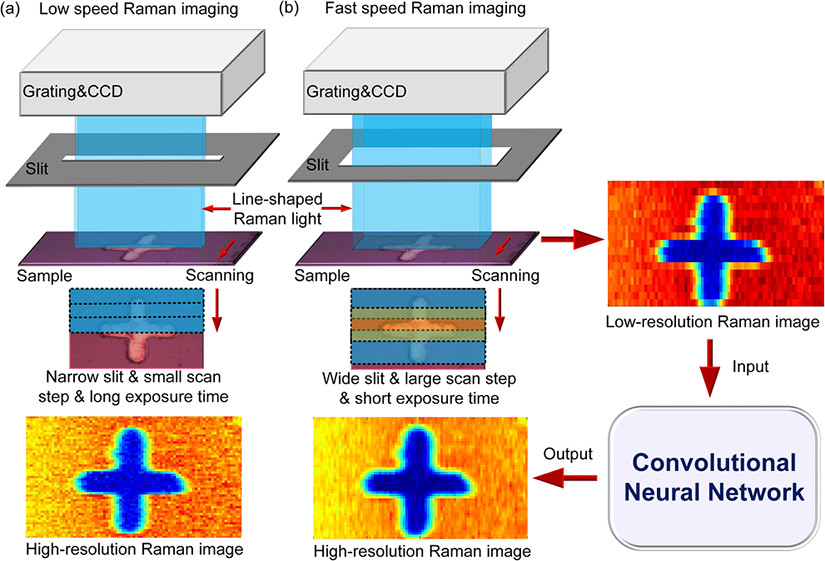 (a) Low speed Raman imaging
Grating&CCD
Slit
Line-shaped
Raman light
Sample
Scanning
Narrow slit & small scan
step & long exposure time
High-resolution Raman image
(b) Fast speed Raman imaging
Grating&CCD
Slit
Sample
Scanning
Wide slit & large scan step
& short exposure time
Low-resolution Raman image
Input
Convolutional
Neural Network
Output
High-resolution Raman image